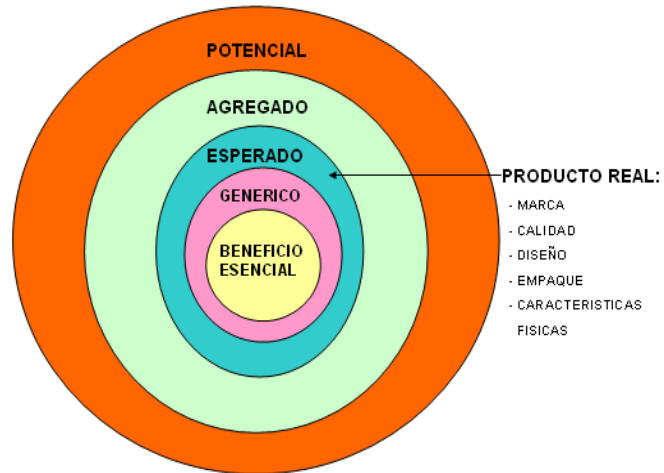 POTENCIAL
AGREGADO
ESPERADO
GENERICO
BENEFICIO
ESENCIAL
PRODUCTO REAL:
- MARCA
- CALIDAD
- DISEÑO
- EMPAQUE
- CARACTERISTICAS
FISICAS